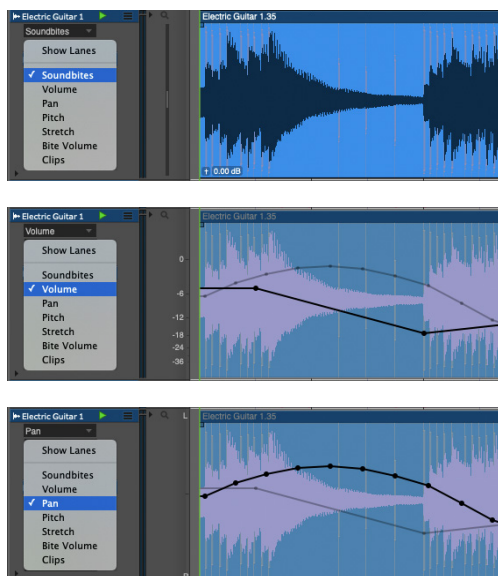 Electric Guitar 1
Electric Guitar 1.35
Soundbites
Show Lanes
✓ Soundbites
Volume
Pan
Pitch
Stretch
Bite Volume
Clips
0.00 dB
Electric Guitar 1
Electric Guitar 1.35
Volume
Show Lanes
Soundbites
✓ Volume
Pan
Pitch
Stretch
Bite Volume
Clips
0
-6
-12
-18
-24
-36
Electric Guitar 1
L
Electric Guitar 1.35
Pan
Show Lanes
Soundbites
Volume
✓ Pan
Pitch
Stretch
Bite Volume
Clips
R